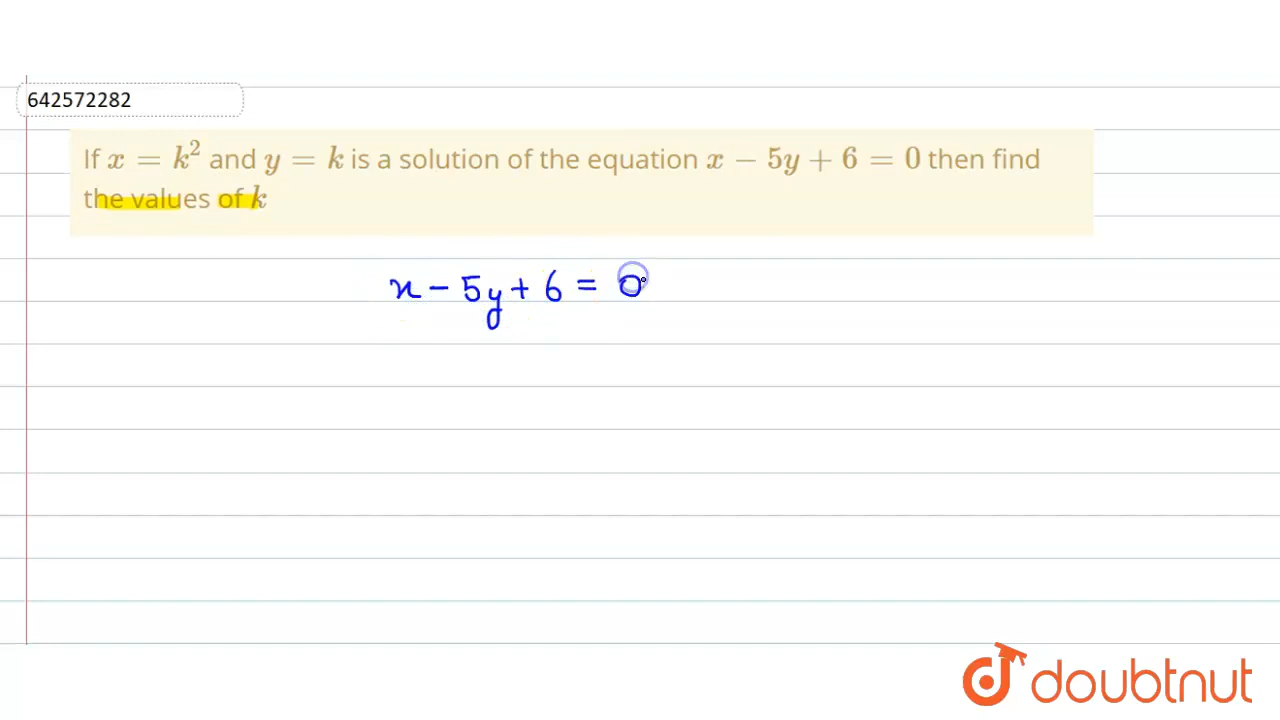 642572282
If x = k² and y = k is a solution of the equation x − 5y + 6 = 0 then find
the values of k
x − 5y + 6 = 0
doubtnut